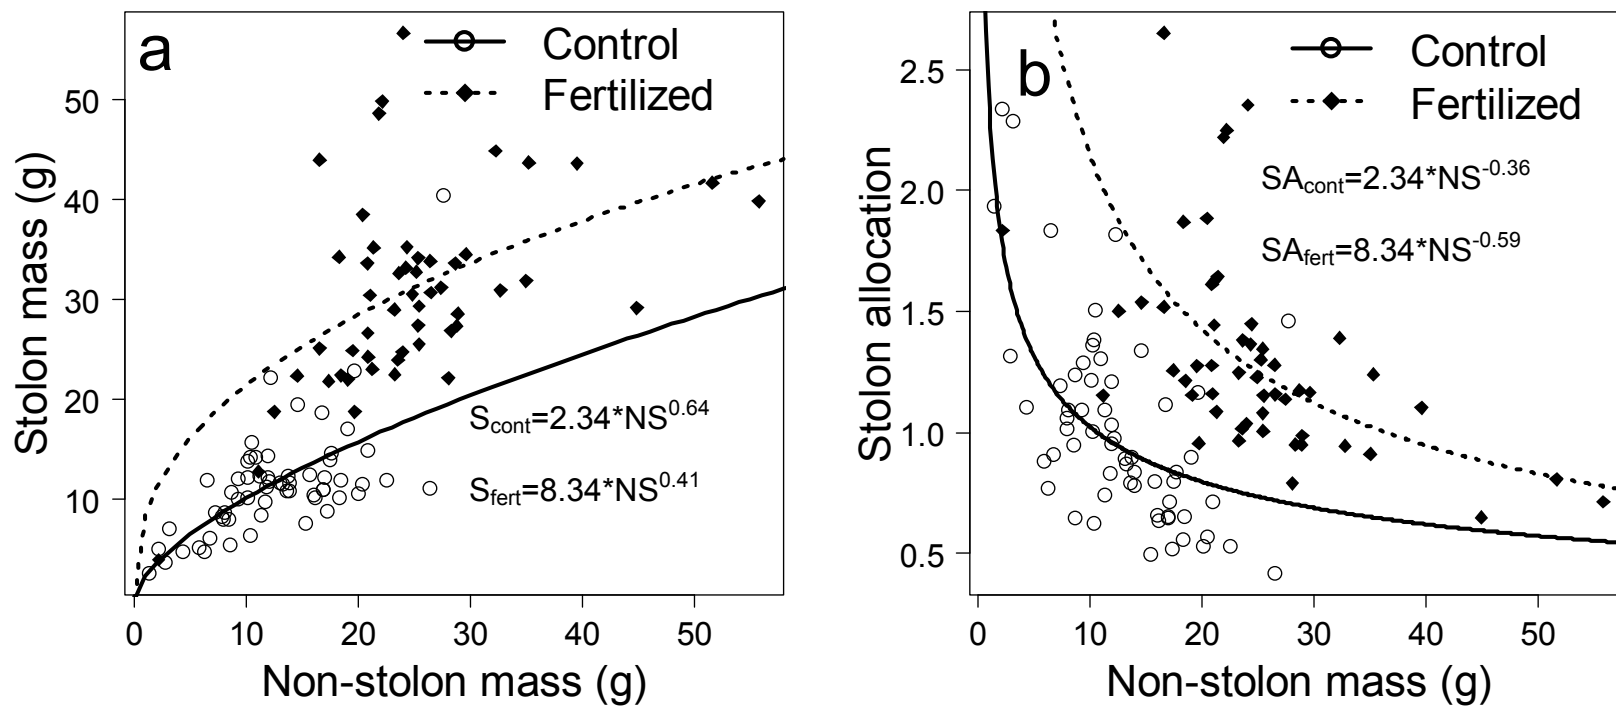 a
Control
Fertilized
S_cont=2.34*NS^0.64
S_fert=8.34*NS^0.41
50
40
30
20
10
Stolon mass (g)
0 10 20 30 40 50
Non-stolon mass (g)
b
Control
Fertilized
SA_cont=2.34*NS^-0.36
SA_fert=8.34*NS^-0.59
2.5
2.0
1.5
1.0
0.5
Stolon allocation
0 10 20 30 40 50
Non-stolon mass (g)